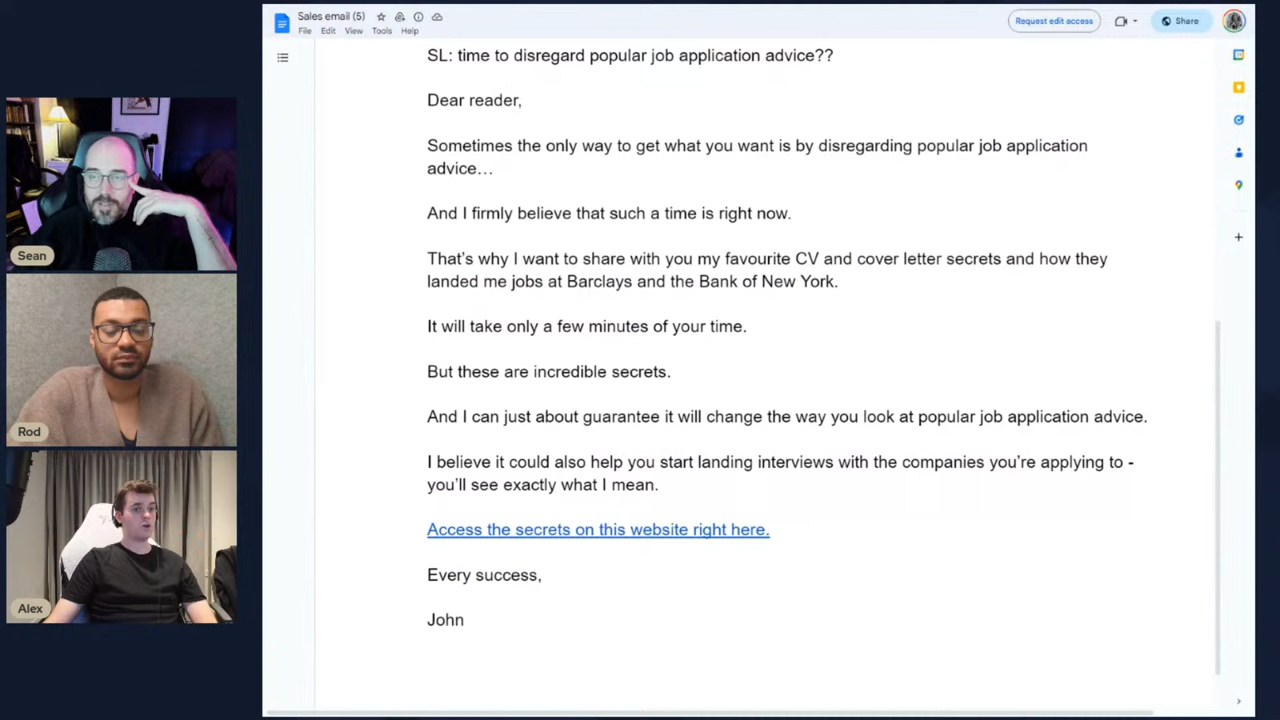 Sales email (5)
File Edit View Tools Help
Request edit access
Share
SL: time to disregard popular job application advice??
Dear reader,
Sometimes the only way to get what you want is by disregarding popular job application
advice…
And I firmly believe that such a time is right now.
That's why I want to share with you my favourite CV and cover letter secrets and how they
landed me jobs at Barclays and the Bank of New York.
It will take only a few minutes of your time.
But these are incredible secrets.
And I can just about guarantee it will change the way you look at popular job application advice.
I believe it could also help you start landing interviews with the companies you're applying to -
you'll see exactly what I mean.
Access the secrets on this website right here.
Every success,
John
Sean
Rod
Alex